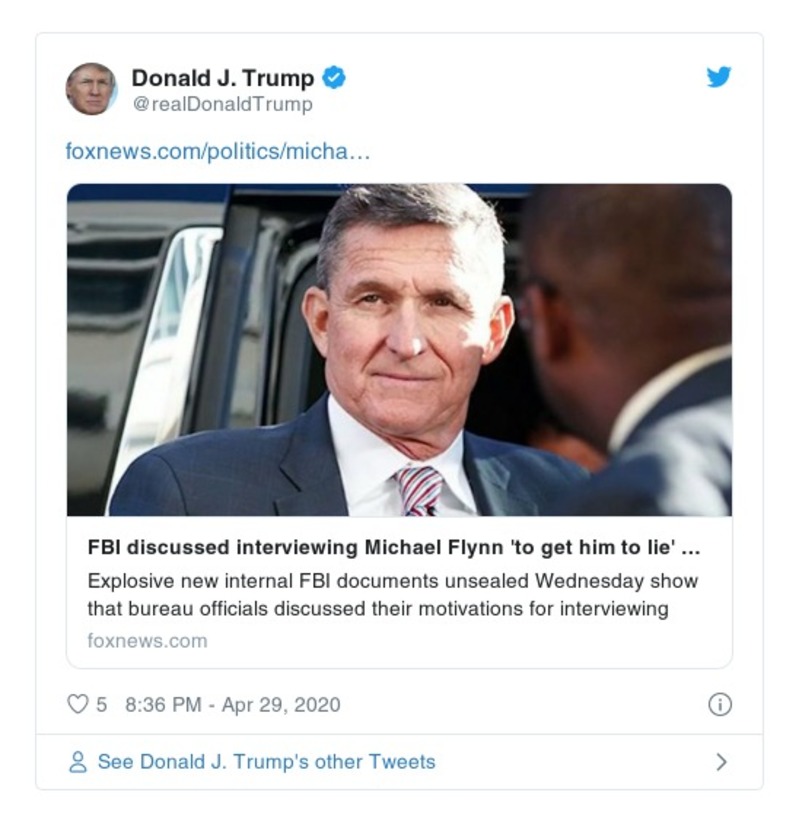 Donald J. Trump
@realDonaldTrump
foxnews.com/politics/micha…
FBI discussed interviewing Michael Flynn 'to get him to lie' ...
Explosive new internal FBI documents unsealed Wednesday show
that bureau officials discussed their motivations for interviewing
foxnews.com
5 8:36 PM - Apr 29, 2020
See Donald J. Trump's other Tweets